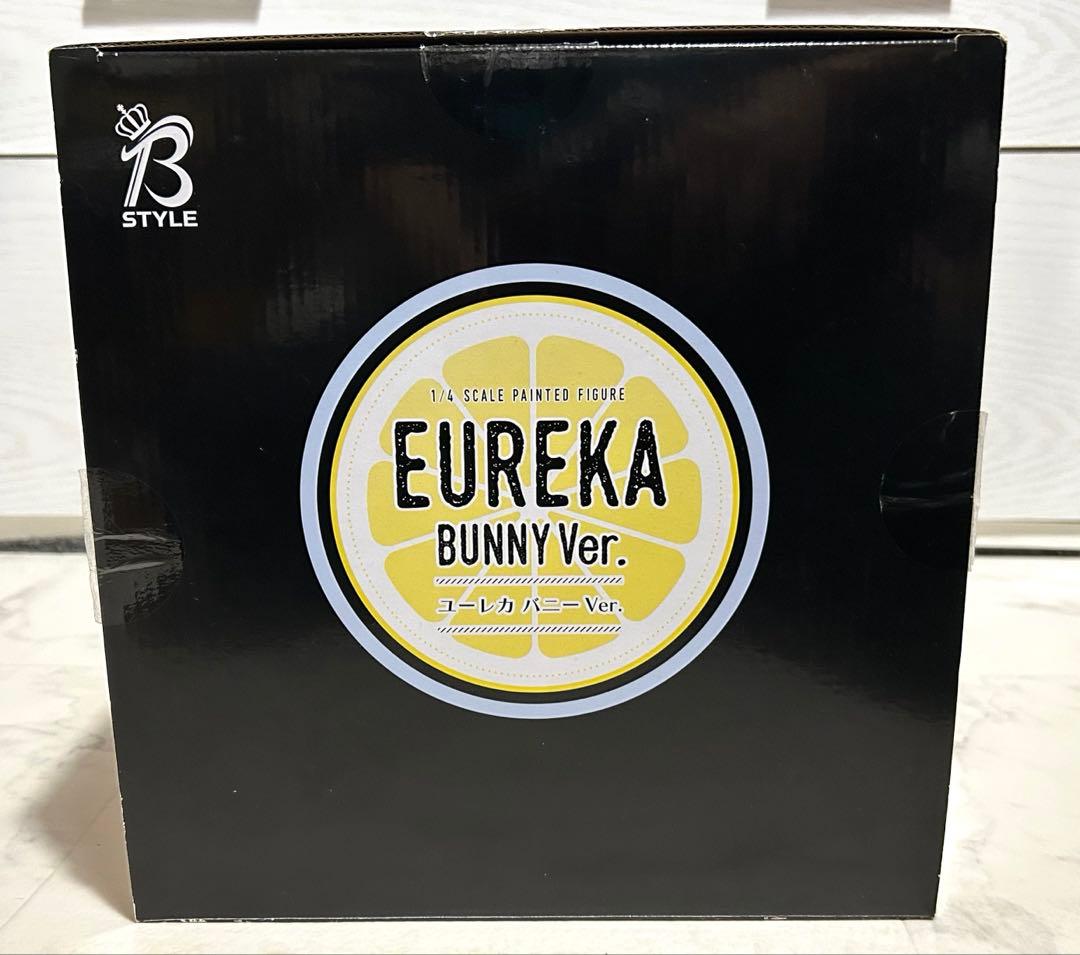 B
STYLE
1/4 SCALE PAINTED FIGURE
EUREKA
BUNNY Ver.
ユーレカ バニー Ver.